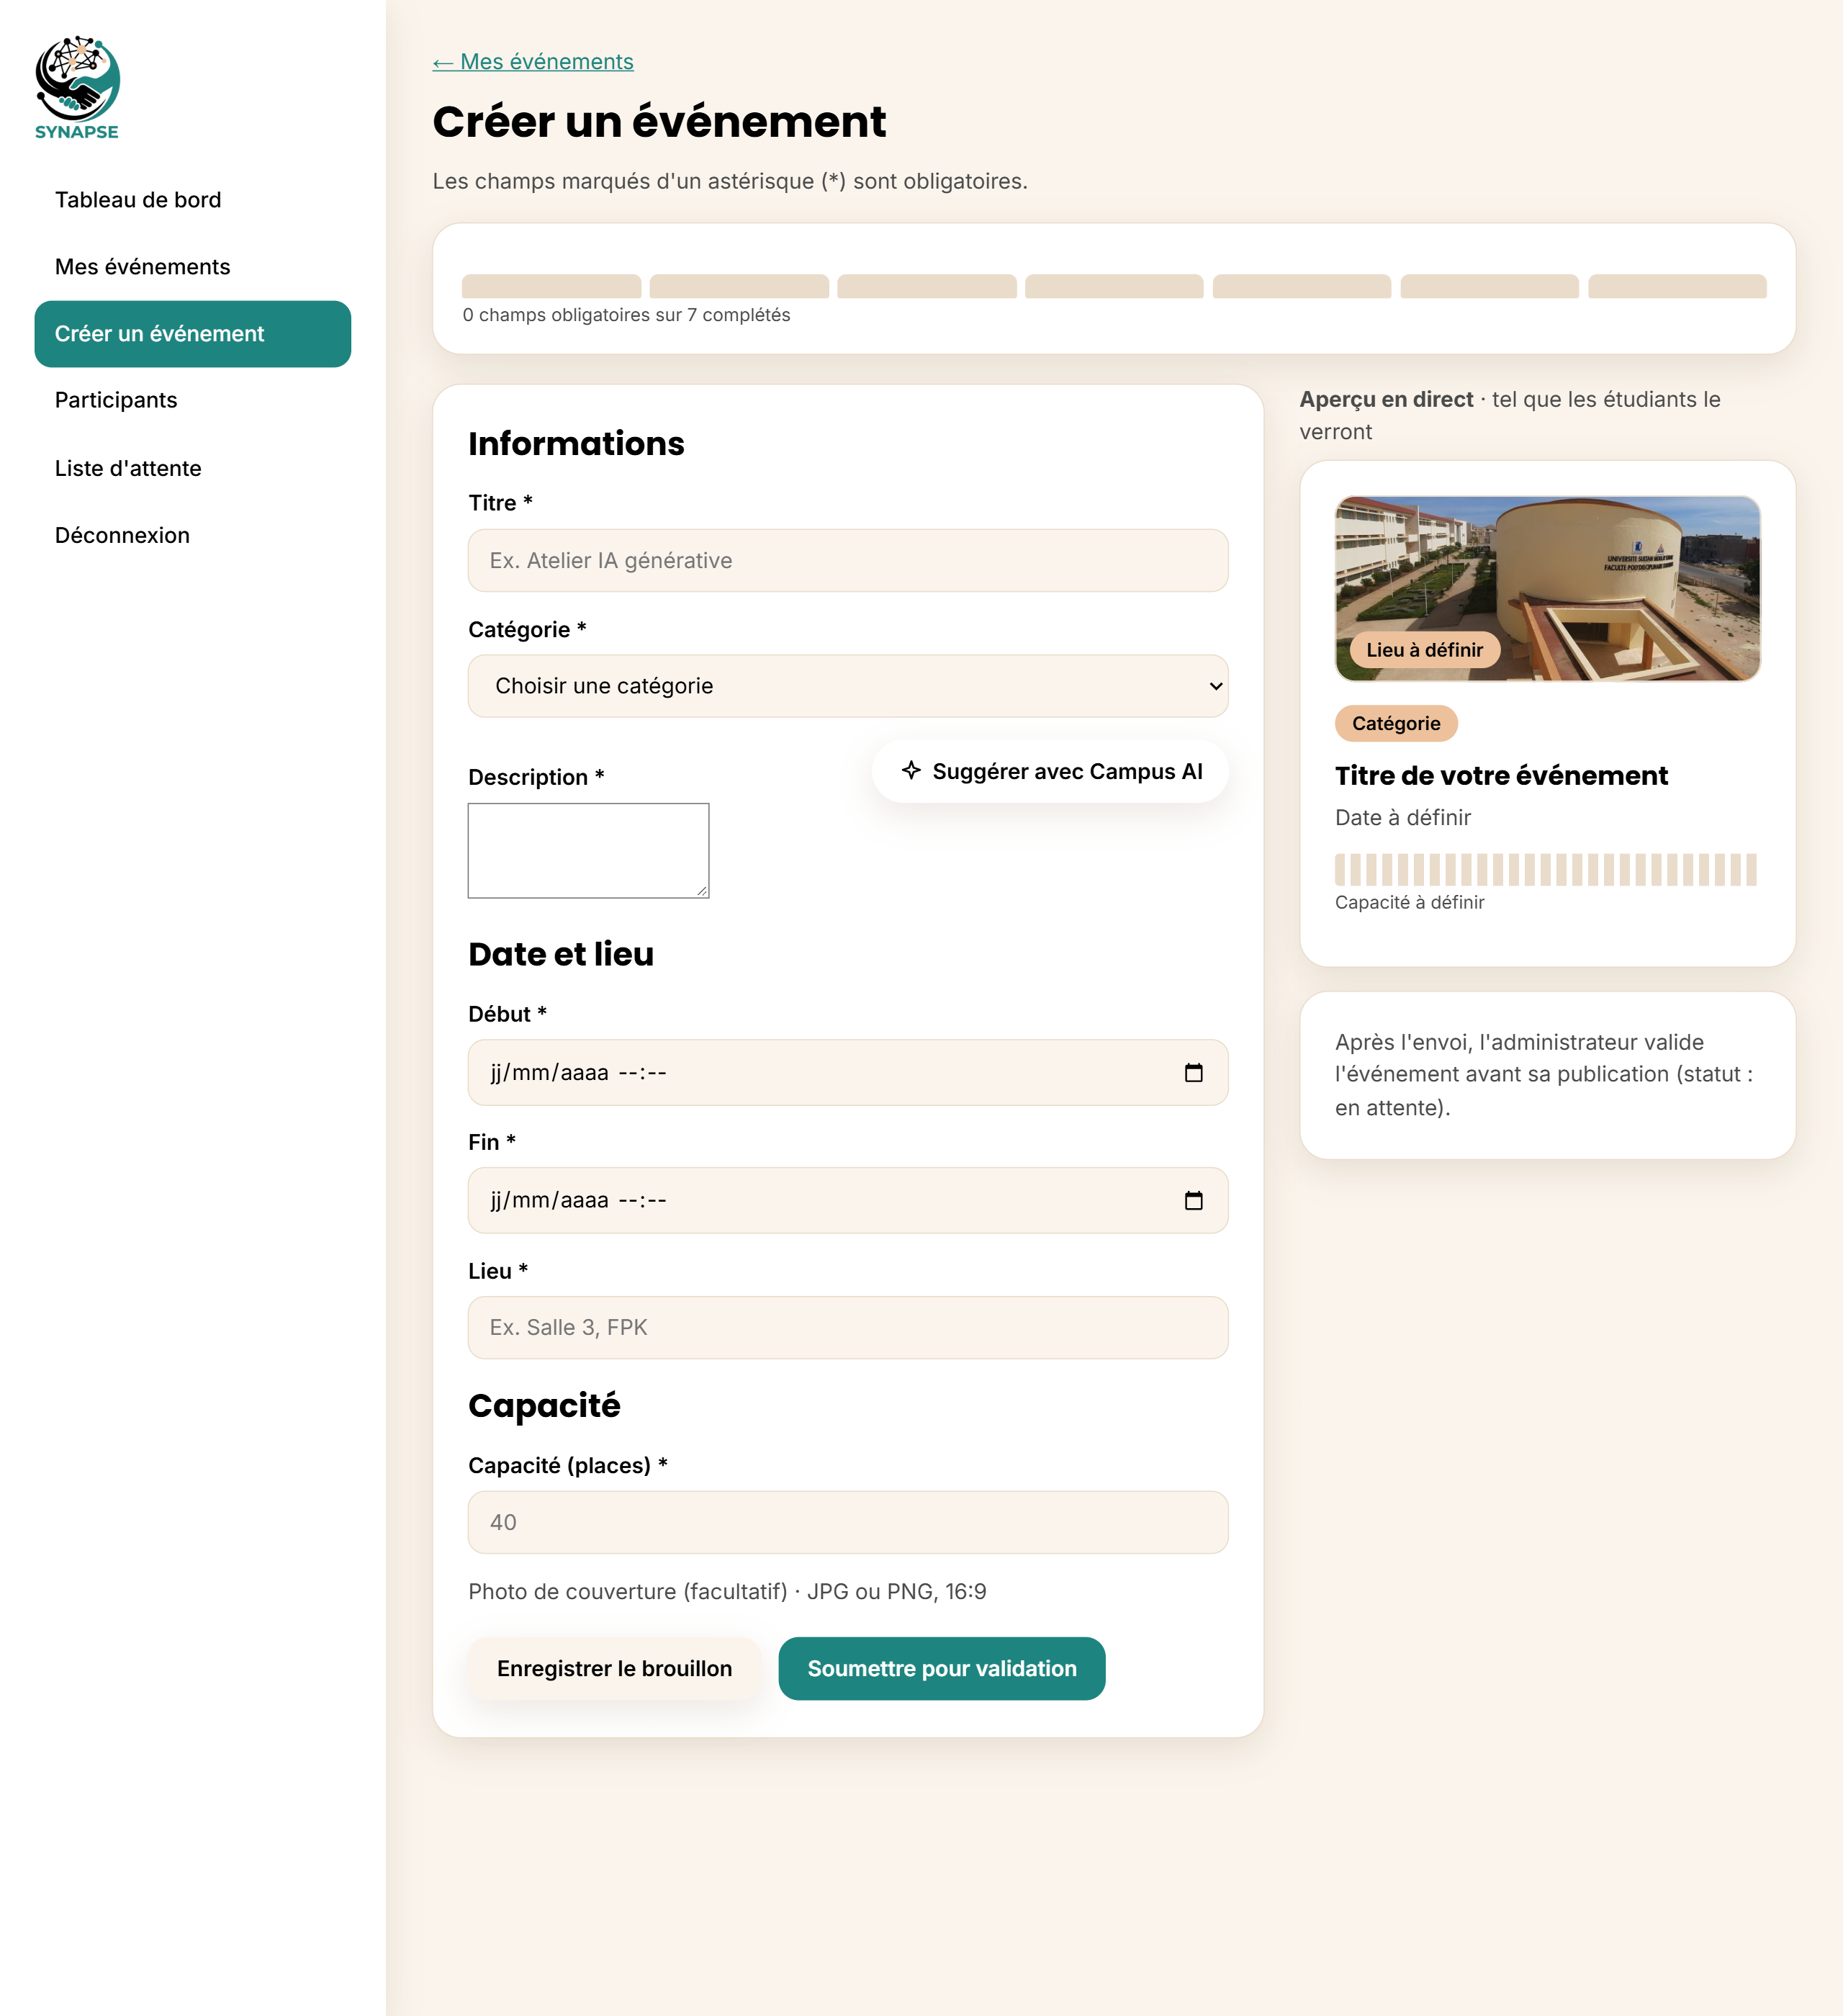 SYNAPSE
Tableau de bord
Mes événements
Créer un événement
Participants
Liste d'attente
Déconnexion
← Mes événements
Créer un événement
Les champs marqués d'un astérisque (*) sont obligatoires.
0 champs obligatoires sur 7 complétés
Informations
Titre *
Ex. Atelier IA générative
Catégorie *
Choisir une catégorie
Description *
Suggérer avec Campus AI
Date et lieu
Début *
jj/mm/aaaa --:--
Fin *
jj/mm/aaaa --:--
Lieu *
Ex. Salle 3, FPK
Capacité
Capacité (places) *
40
Photo de couverture (facultatif) · JPG ou PNG, 16:9
Enregistrer le brouillon
Soumettre pour validation
Aperçu en direct · tel que les étudiants le
verront
UNIVERSITE SULTAN
FACULTE
Lieu à définir
Catégorie
Titre de votre événement
Date à définir
Capacité à définir
Après l'envoi, l'administrateur valide
l'événement avant sa publication (statut :
en attente).